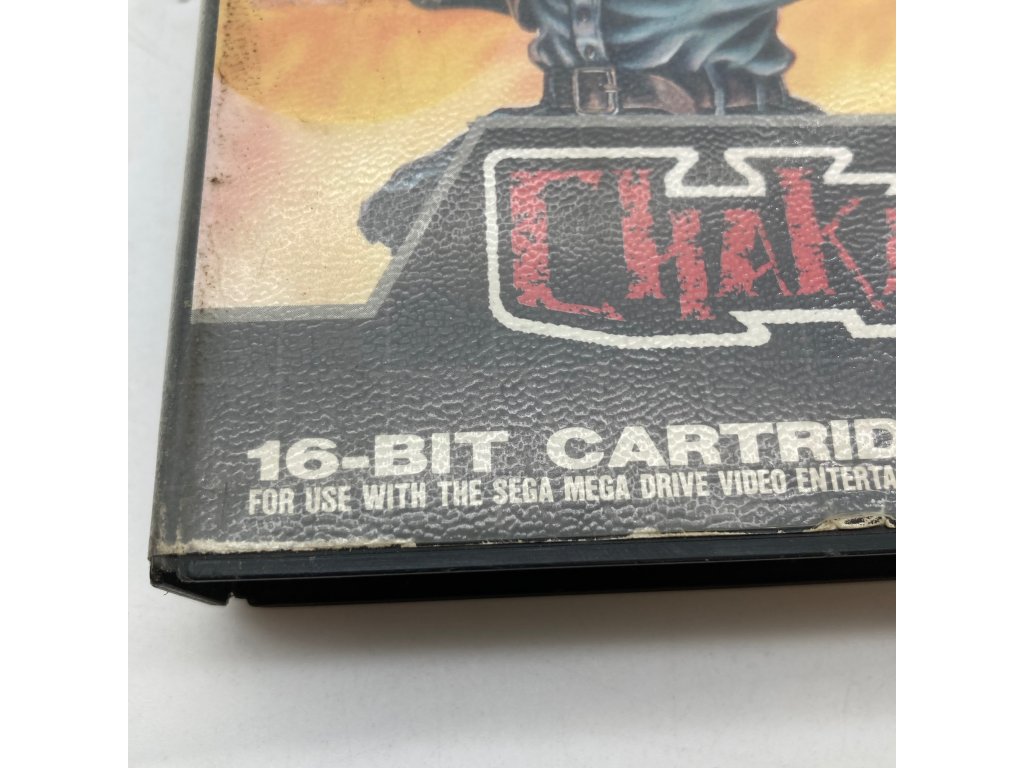 CHAK
16-BIT CARTRID
FOR USE WITH THE SEGA MEGA DRIVE VIDEO ENTERTA